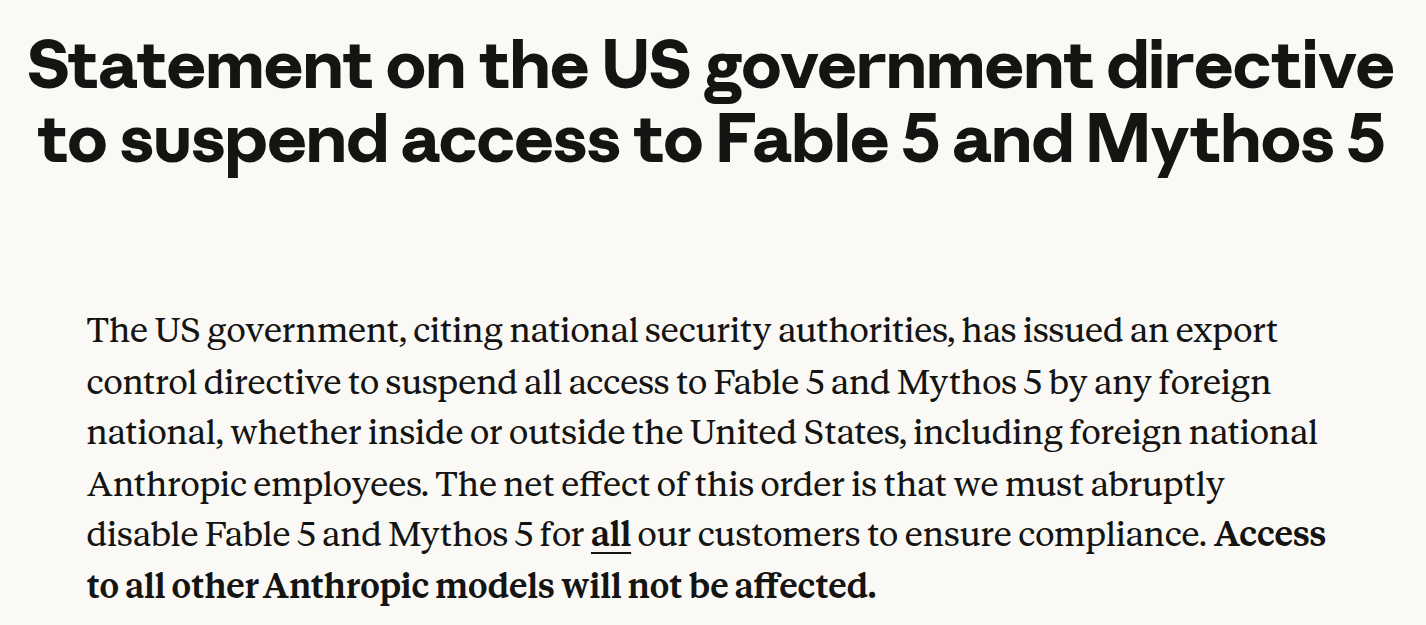 Statement on the US government directive
to suspend access to Fable 5 and Mythos 5
The US government, citing national security authorities, has issued an export
control directive to suspend all access to Fable 5 and Mythos 5 by any foreign
national, whether inside or outside the United States, including foreign national
Anthropic employees. The net effect of this order is that we must abruptly
disable Fable 5 and Mythos 5 for all our customers to ensure compliance. Access
to all other Anthropic models will not be affected.